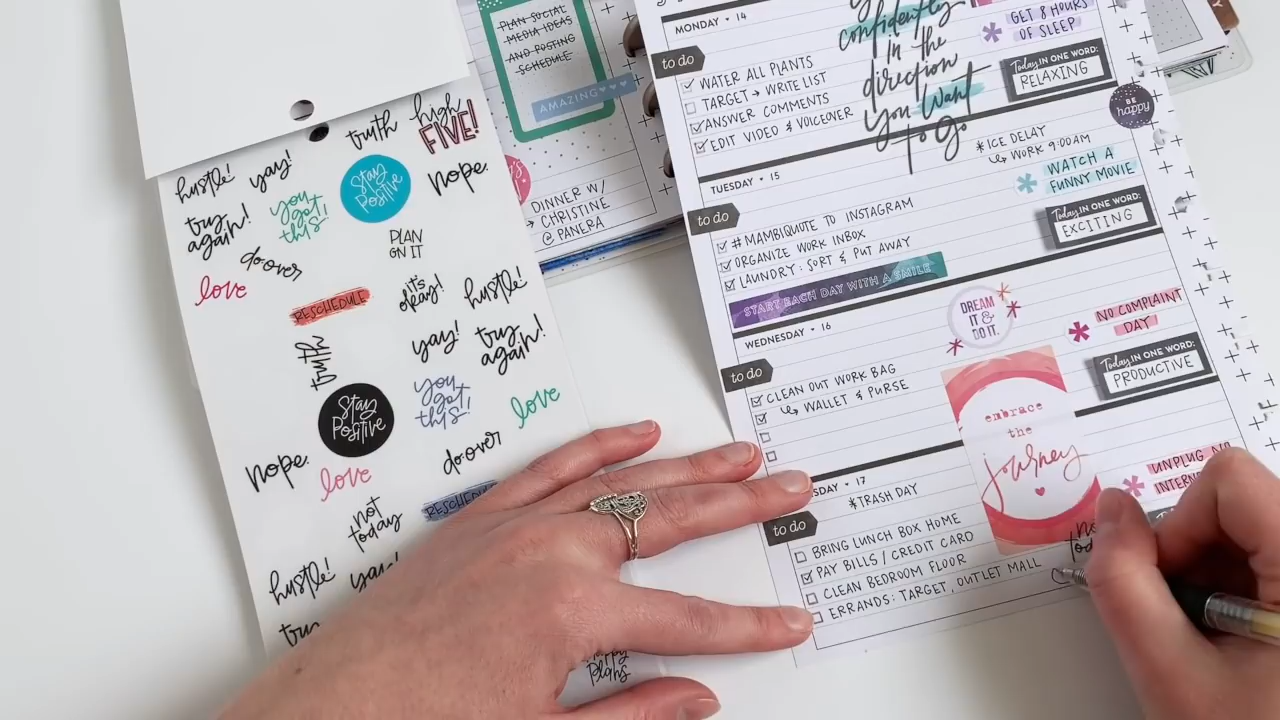 hustle!
yay!
truth
high
FIVE!
try
again!
you
got
this!
Stay
Positive
nope.
do-over
PLAN
ON IT
love
RESCHEDULE
it's
okay!
hustle!
truth
yay!
try
again!
Stay
Positive
you
got
this!
love
nope.
love
do-over
not
today
RESCHEDULE
hustle!
PLAN SOCIAL
MEDIA IDEAS
AND POSTING
SCHEDULE
AMAZING
DINNER W/
CHRISTINE
@ PANERA
MONDAY • 14
to do
WATER ALL PLANTS
TARGET → WRITE LIST
ANSWER COMMENTS
EDIT VIDEO & VOICEOVER
confidently
in the
direction
you want
to go
GET 8 HOURS
OF SLEEP
Today IN ONE WORD:
RELAXING
BE
happy
TUESDAY • 15
to do
# MAMBIQUOTE TO INSTAGRAM
ORGANIZE WORK INBOX
LAUNDRY: SORT & PUT AWAY
START EACH DAY WITH A SMILE
*ICE DELAY
↳ WORK 9:00AM
WATCH A
FUNNY MOVIE
Today IN ONE WORD:
EXCITING
WEDNESDAY • 16
to do
CLEAN OUT WORK BAG
↳ WALLET & PURSE
DREAM
IT &
DO IT.
NO COMPLAINT
DAY
Today IN ONE WORD:
PRODUCTIVE
embrace
the
journey
SDAY • 17
*TRASH DAY
to do
BRING LUNCH BOX HOME
PAY BILLS / CREDIT CARD
CLEAN BEDROOM FLOOR
ERRANDS: TARGET, OUTLET MALL
UNPLUG